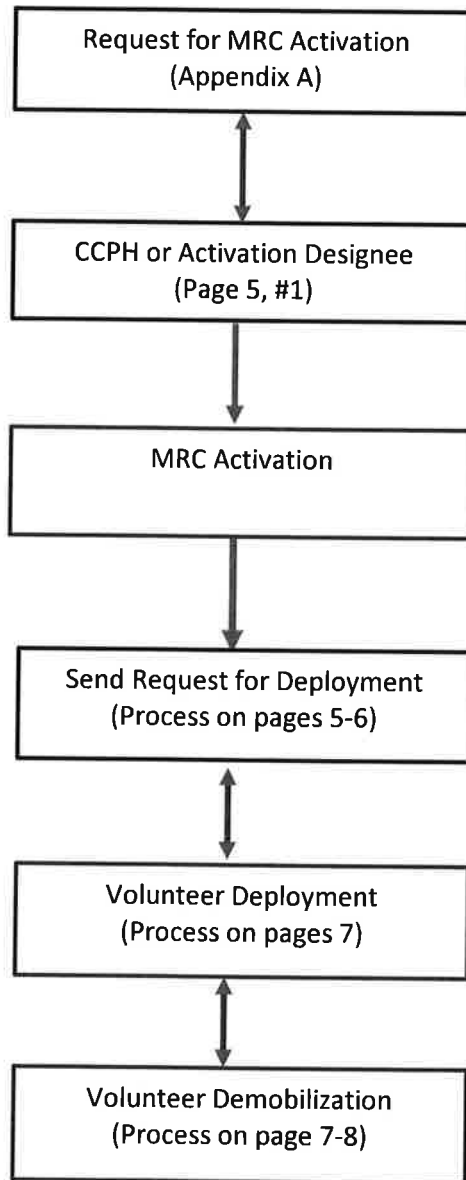 Request for MRC Activation
(Appendix A)
CCPH or Activation Designee
(Page 5, #1)
MRC Activation
Send Request for Deployment
(Process on pages 5-6)
Volunteer Deployment
(Process on pages 7)
Volunteer Demobilization
(Process on page 7-8)